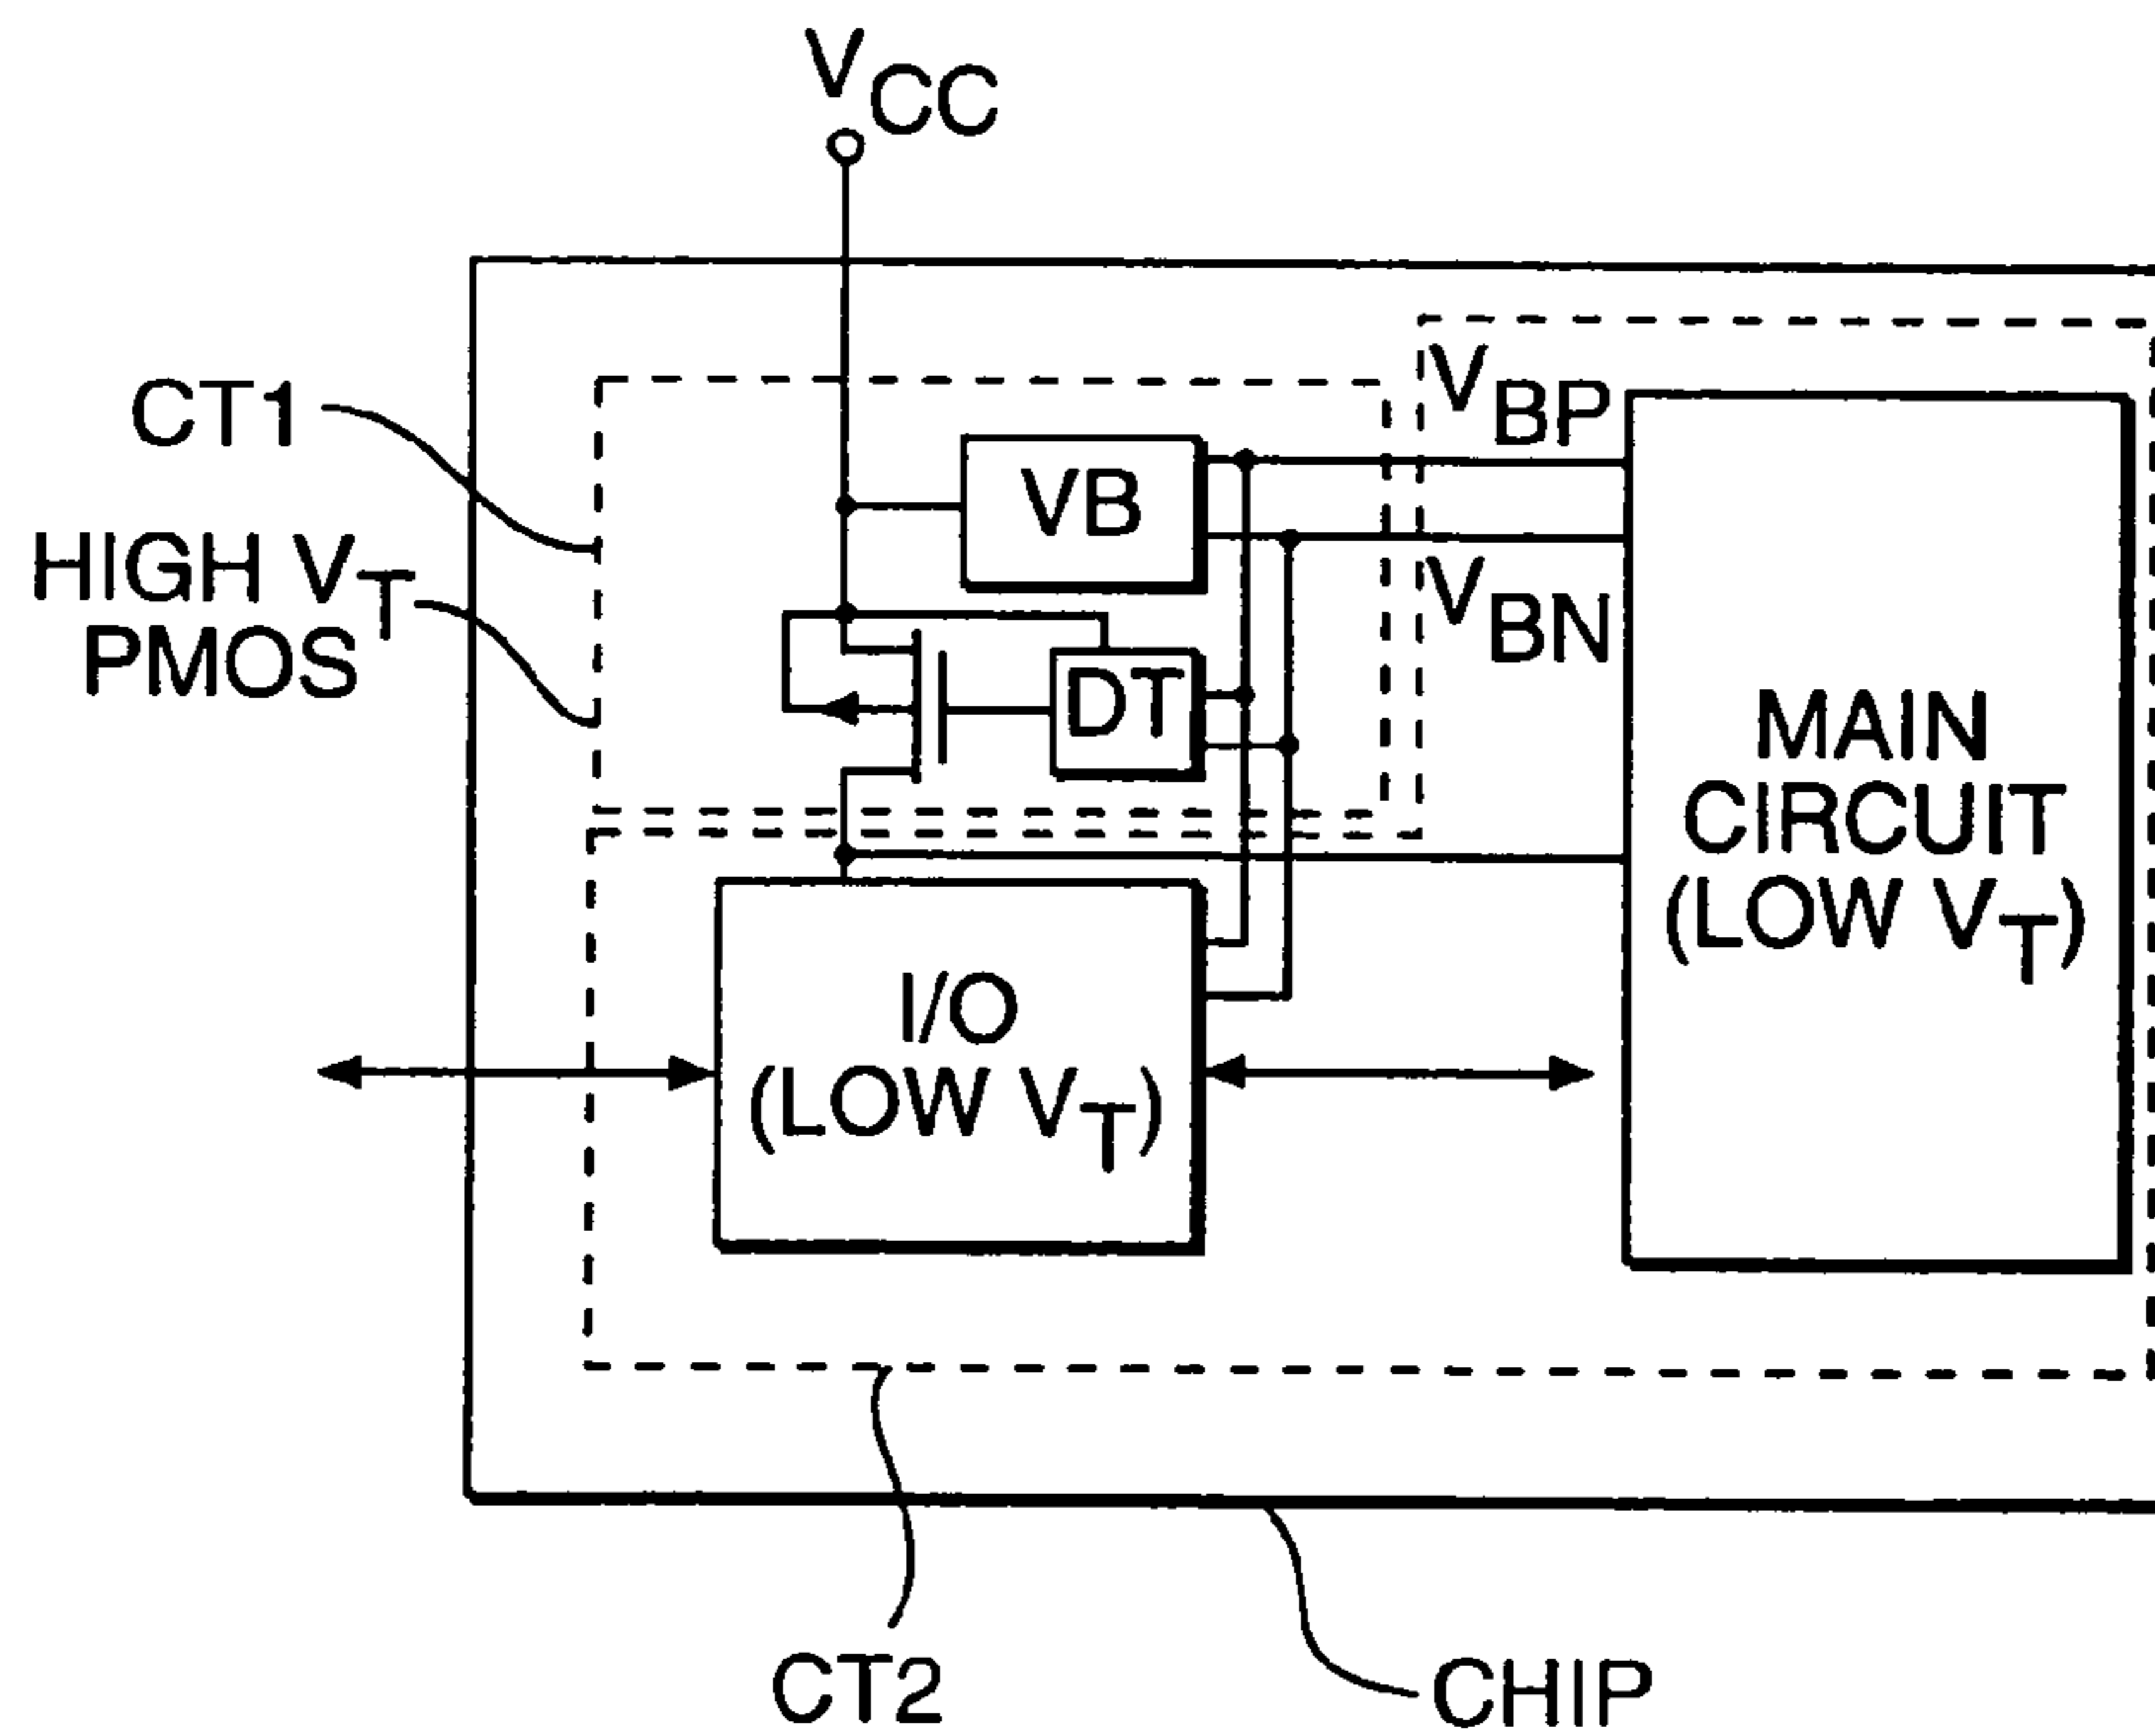 VCC
CT1
HIGH VT
PMOS
VB
VBP
VBN
DT
MAIN
CIRCUIT
(LOW VT)
I/O
(LOW VT)
CT2
CHIP